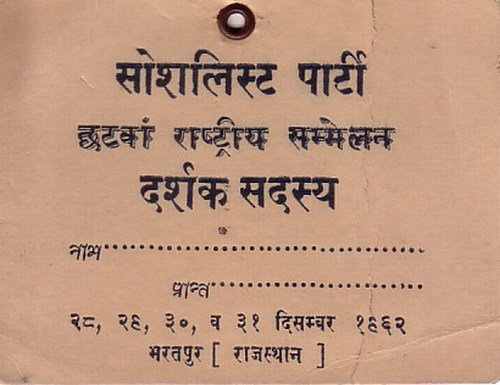 सोशलिस्ट पार्टी
छटवां राष्ट्रीय सम्मेलन
दर्शक सदस्य
नाम........................................
प्रान्त...........................
२८, २९, ३०, व ३१ दिसम्बर १९६२
भरतपुर [ राजस्थान ]